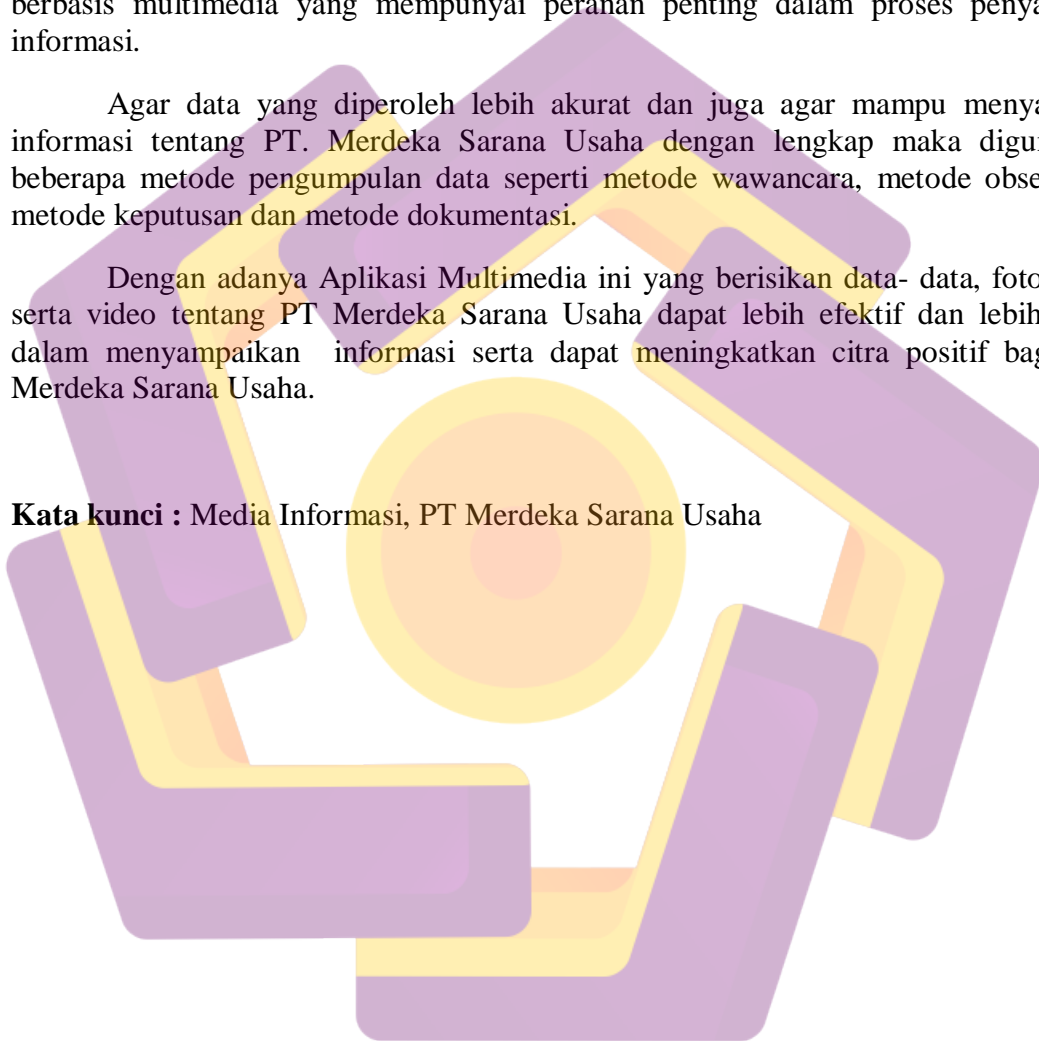 berbasis multimedia yang mempunyai peranan penting dalam proses penya
informasi.
Agar data yang diperoleh lebih akurat dan juga agar mampu menya
informasi tentang PT. Merdeka Sarana Usaha dengan lengkap maka digu
beberapa metode pengumpulan data seperti metode wawancara, metode obse
metode keputusan dan metode dokumentasi.
Dengan adanya Aplikasi Multimedia ini yang berisikan data- data, foto
serta video tentang PT Merdeka Sarana Usaha dapat lebih efektif dan lebih
dalam menyampaikan informasi serta dapat meningkatkan citra positif bag
Merdeka Sarana Usaha.
Kata kunci : Media Informasi, PT Merdeka Sarana Usaha